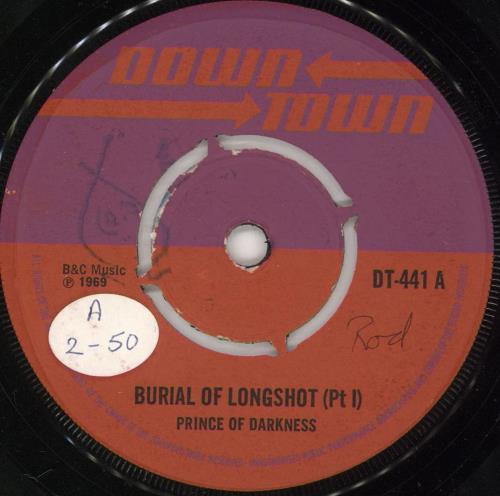 DOWN
TOWN
B&C Music
℗ 1969
DT-441 A
A
2-50
Rod
BURIAL OF LONGSHOT (Pt I)
PRINCE OF DARKNESS